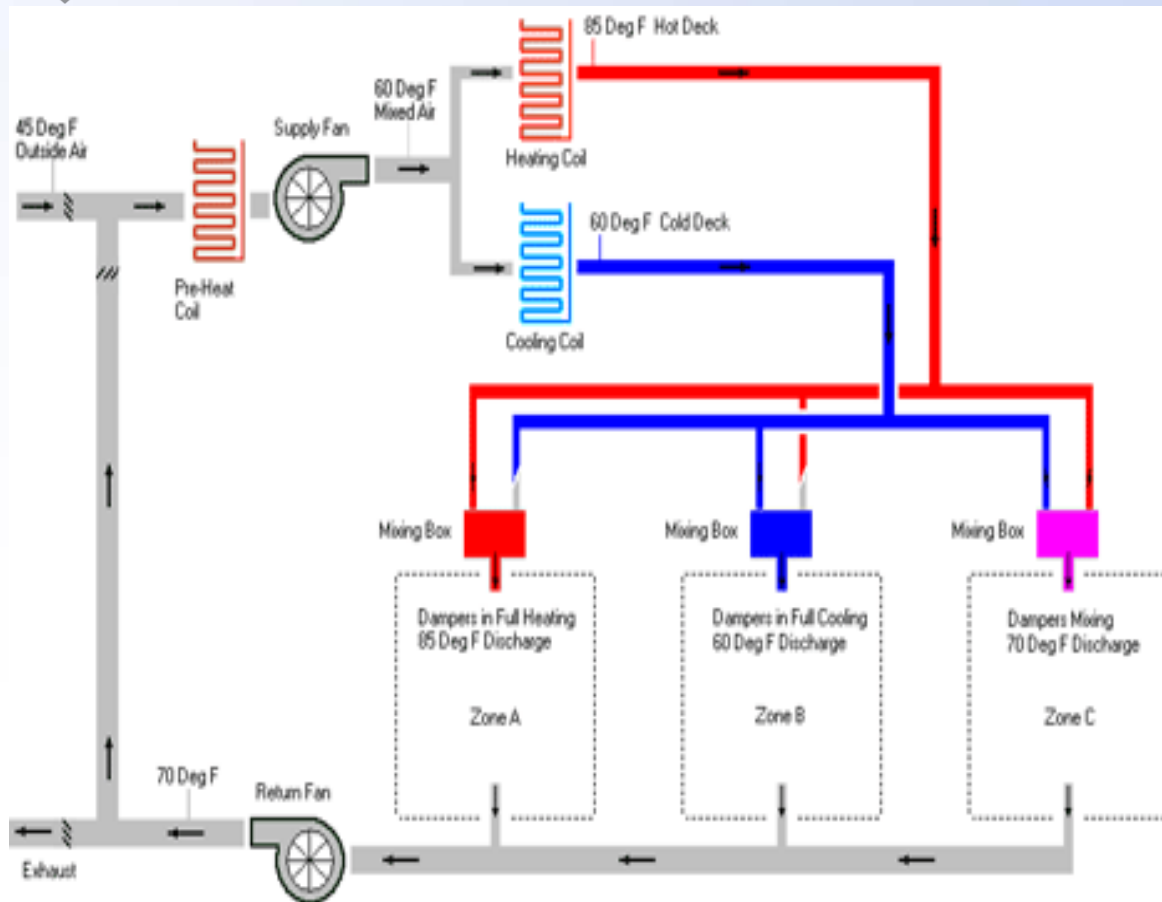 85 Deg F  Hot Deck
60 Deg F
Mixed Air
45 Deg F
Outside Air
Supply Fan
Heating Coil
60 Deg F  Cold Deck
Pre-Heat
Coil
Cooling Coil
Mixing Box
Mixing Box
Mixing Box
Dampers in Full Heating
85 Deg F Discharge
Dampers in Full Cooling
60 Deg F Discharge
Dampers Mixing
70 Deg F Discharge
Zone A
Zone B
Zone C
70 Deg F
Return Fan
Exhaust